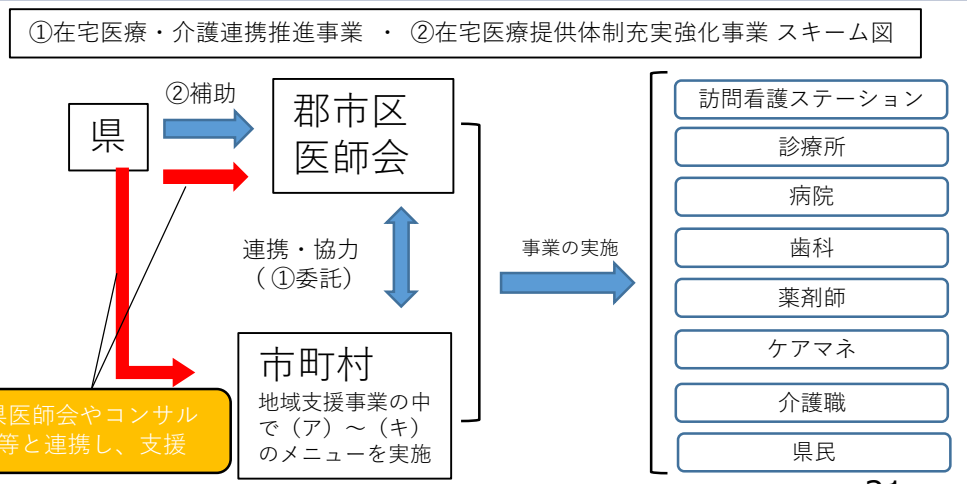 ①在宅医療・介護連携推進事業 ・ ②在宅医療提供体制充実強化事業 スキーム図
②補助
県
郡市区
医師会
連携・協力
（①委託）
市町村
地域支援事業の中
で（ア）～（キ）
のメニューを実施
県医師会やコンサル
等と連携し、支援
事業の実施
訪問看護ステーション
診療所
病院
歯科
薬剤師
ケアマネ
介護職
県民